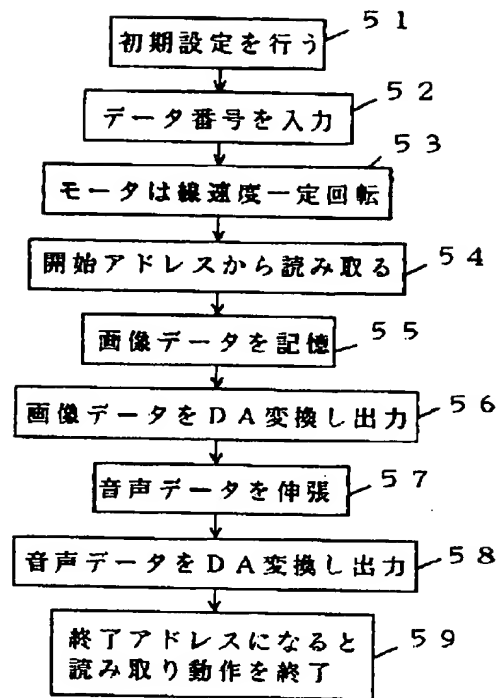 初期設定を行う 51
データ番号を入力 52
モータは線速度一定回転 53
開始アドレスから読み取る 54
画像データを記憶 55
画像データをDA変換し出力 56
音声データを伸張 57
音声データをDA変換し出力 58
終了アドレスになると 59
読み取り動作を終了